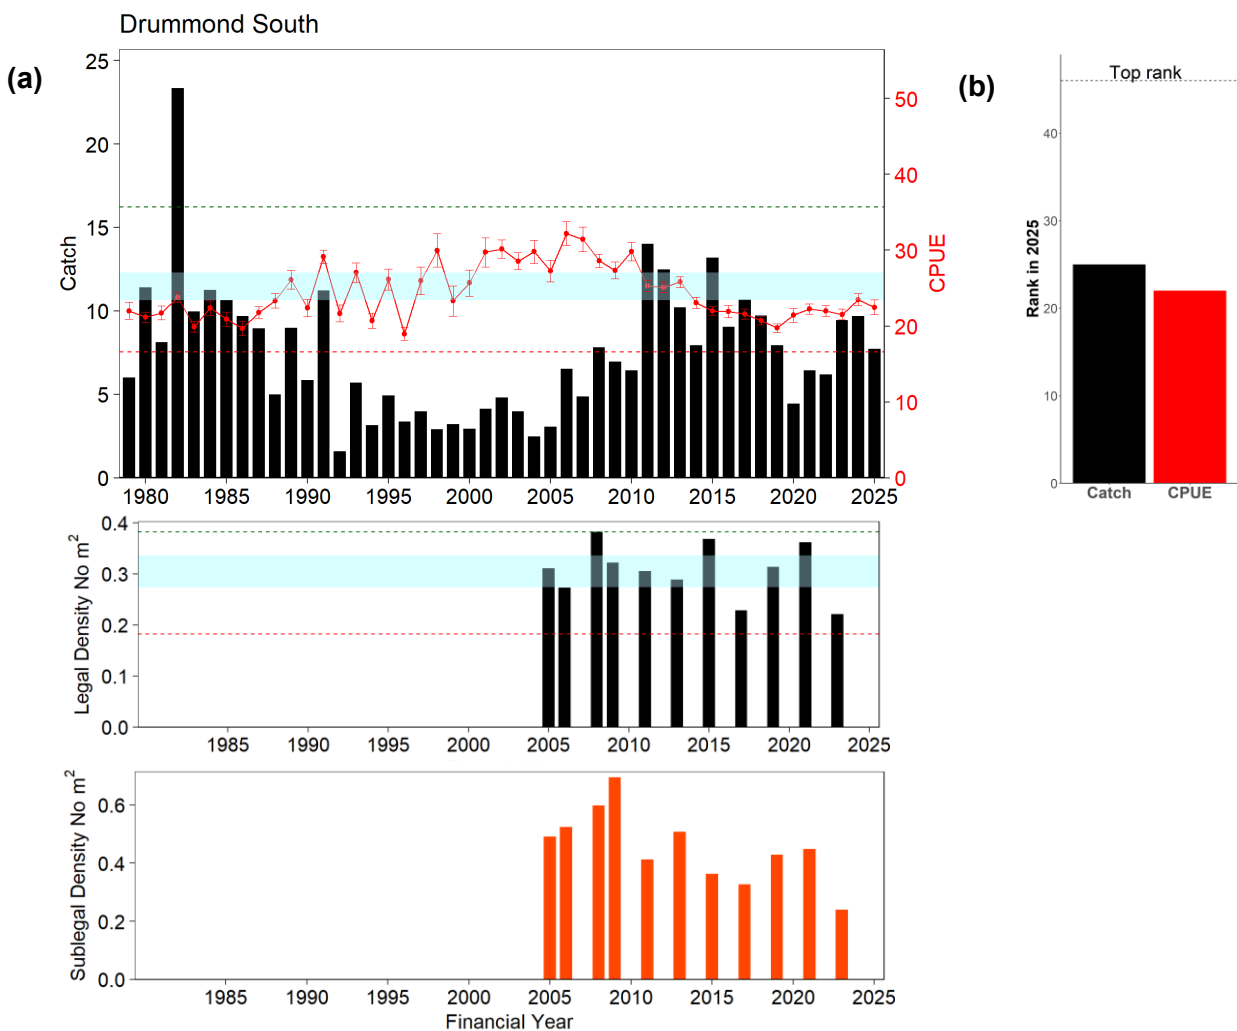 Drummond South
(a)
25
20
15
10
5
0
Catch
50
40
30
20
10
0
CPUE
1980 1985 1990 1995 2000 2005 2010 2015 2020 2025
(b)
Top rank
40
30
20
10
0
Rank in 2025
Catch CPUE
0.4
0.3
0.2
0.1
0.0
Legal Density No m²
1985 1990 1995 2000 2005 2010 2015 2020 2025
0.6
0.4
0.2
0.0
Sublegal Density No m²
1985 1990 1995 2000 2005 2010 2015 2020 2025
Financial Year